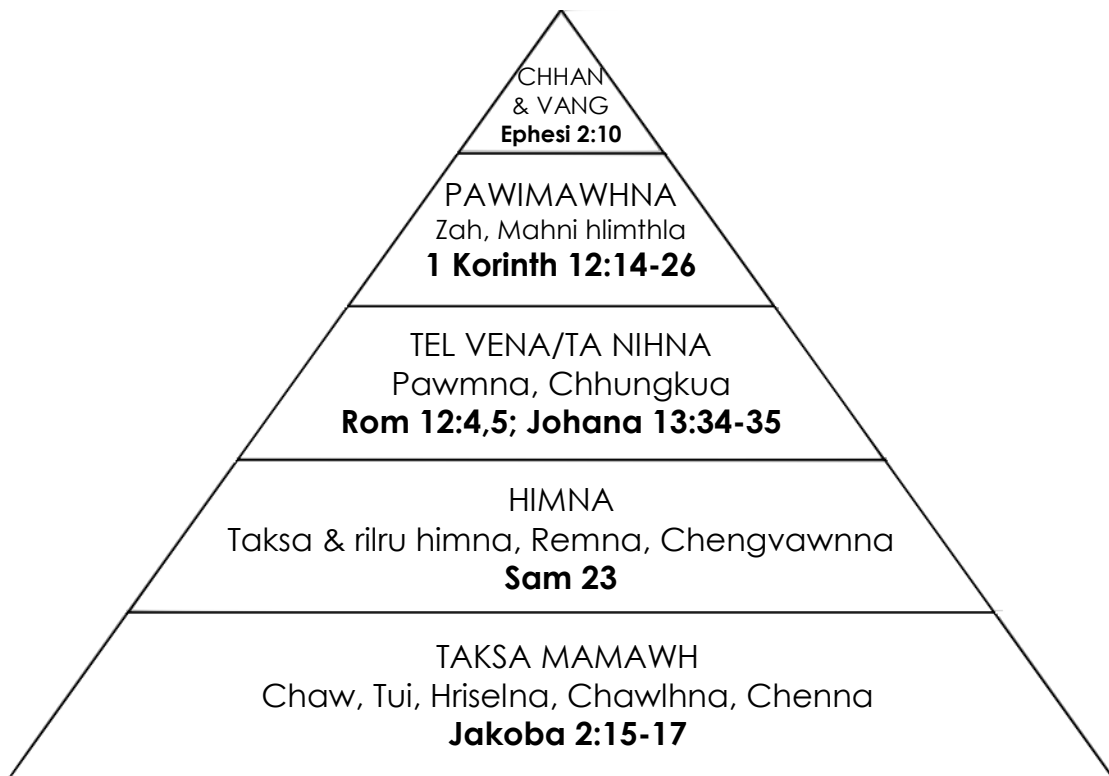 CHHAN
& VANG
Ephesi 2:10
PAWIMAWHNA
Zah, Mahni hlimthla
1 Korinth 12:14-26
TEL VENA/TA NIHNA
Pawmna, Chhungkua
Rom 12:4,5; Johana 13:34-35
HIMNA
Taksa & rilru himna, Remna, Chengvawnna
Sam 23
TAKSA MAMAWH
Chaw, Tui, Hriselna, Chawlhna, Chenna
Jakoba 2:15-17